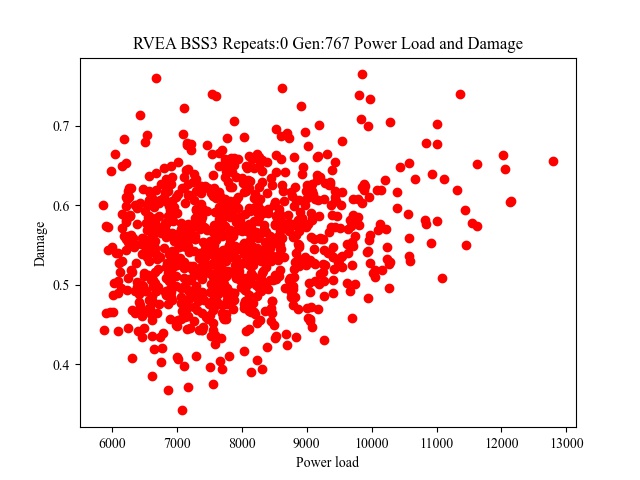 RVEA BSS3 Repeats:0 Gen:767 Power Load and Damage
0.7
0.6
0.5
0.4
Damage
6000 7000 8000 9000 10000 11000 12000 13000
Power load